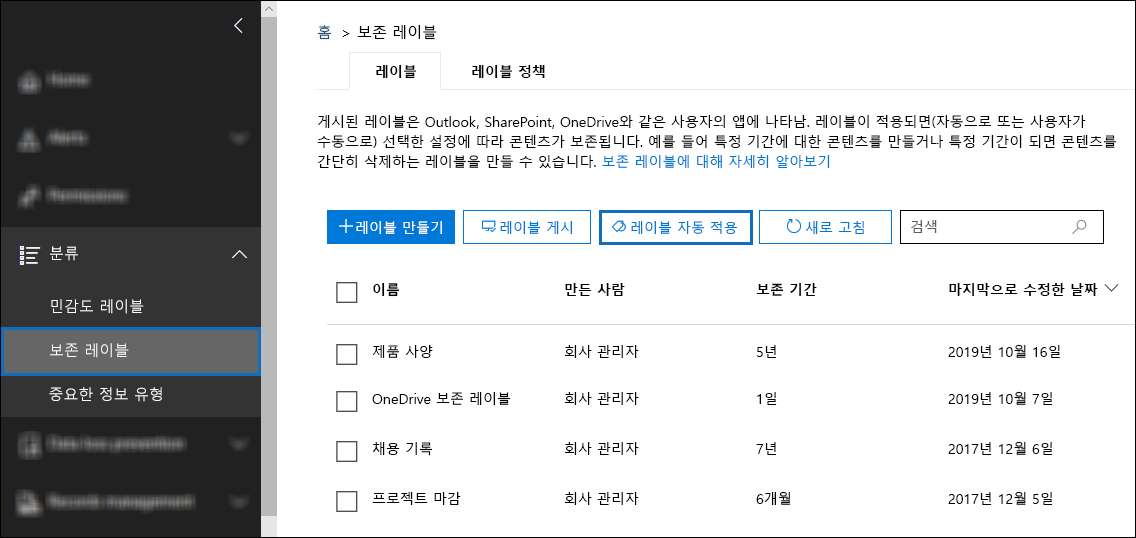 홈 > 보존 레이블
레이블 레이블 정책
게시된 레이블은 Outlook, SharePoint, OneDrive와 같은 사용자의 앱에 나타남. 레이블이 적용되면(자동으로 또는 사용자가
수동으로) 선택한 설정에 따라 콘텐츠가 보존됩니다. 예를 들어 특정 기간에 대한 콘텐츠를 만들거나 특정 기간이 되면 콘텐츠를
간단히 삭제하는 레이블을 만들 수 있습니다. 보존 레이블에 대해 자세히 알아보기
레이블 만들기 레이블 게시 레이블 자동 적용 새로 고침 검색
이름 만든 사람 보존 기간 마지막으로 수정한 날짜
제품 사양 회사 관리자 5년 2019년 10월 16일
OneDrive 보존 레이블 회사 관리자 1일 2019년 10월 7일
채용 기록 회사 관리자 7년 2017년 12월 6일
프로젝트 마감 회사 관리자 6개월 2017년 12월 5일
Home
Alerts
Permissions
분류
민감도 레이블
보존 레이블
중요한 정보 유형
Data loss prevention
Records management